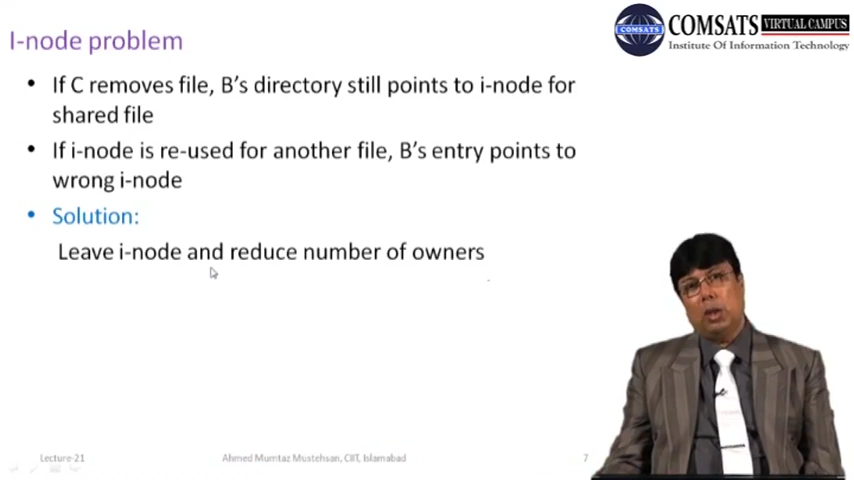 I-node problem
COMSATS VIRTUAL CAMPUS
Institute Of Information Technology
• If C removes file, B's directory still points to i-node for
shared file
• If i-node is re-used for another file, B's entry points to
wrong i-node
• Solution:
Leave i-node and reduce number of owners
Lecture-21
Ahmed Mumtaz Mustehsan, CIIT, Islamabad
7